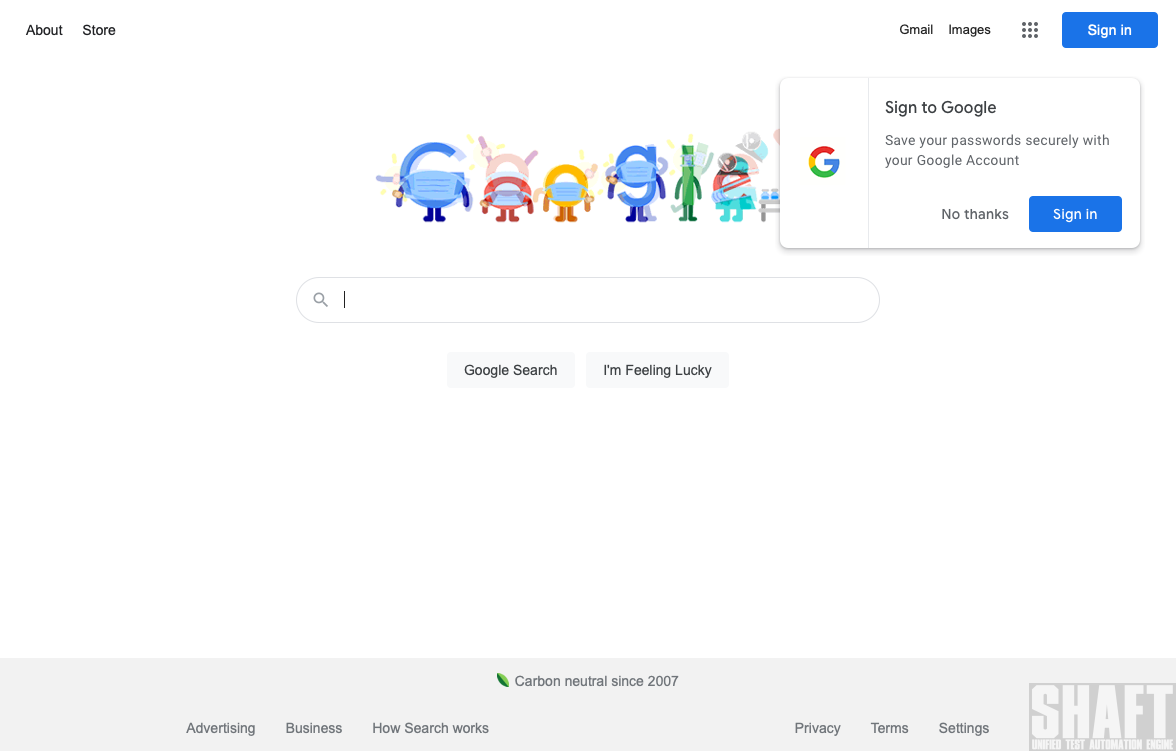 About Store
Gmail Images Sign in
Google
Sign to Google
Save your passwords securely with
your Google Account
No thanks Sign in
Google Search I'm Feeling Lucky
Carbon neutral since 2007
Advertising Business How Search works
Privacy Terms Settings
SHAFT
UNIFIED TEST AUTOMATION ENGINE